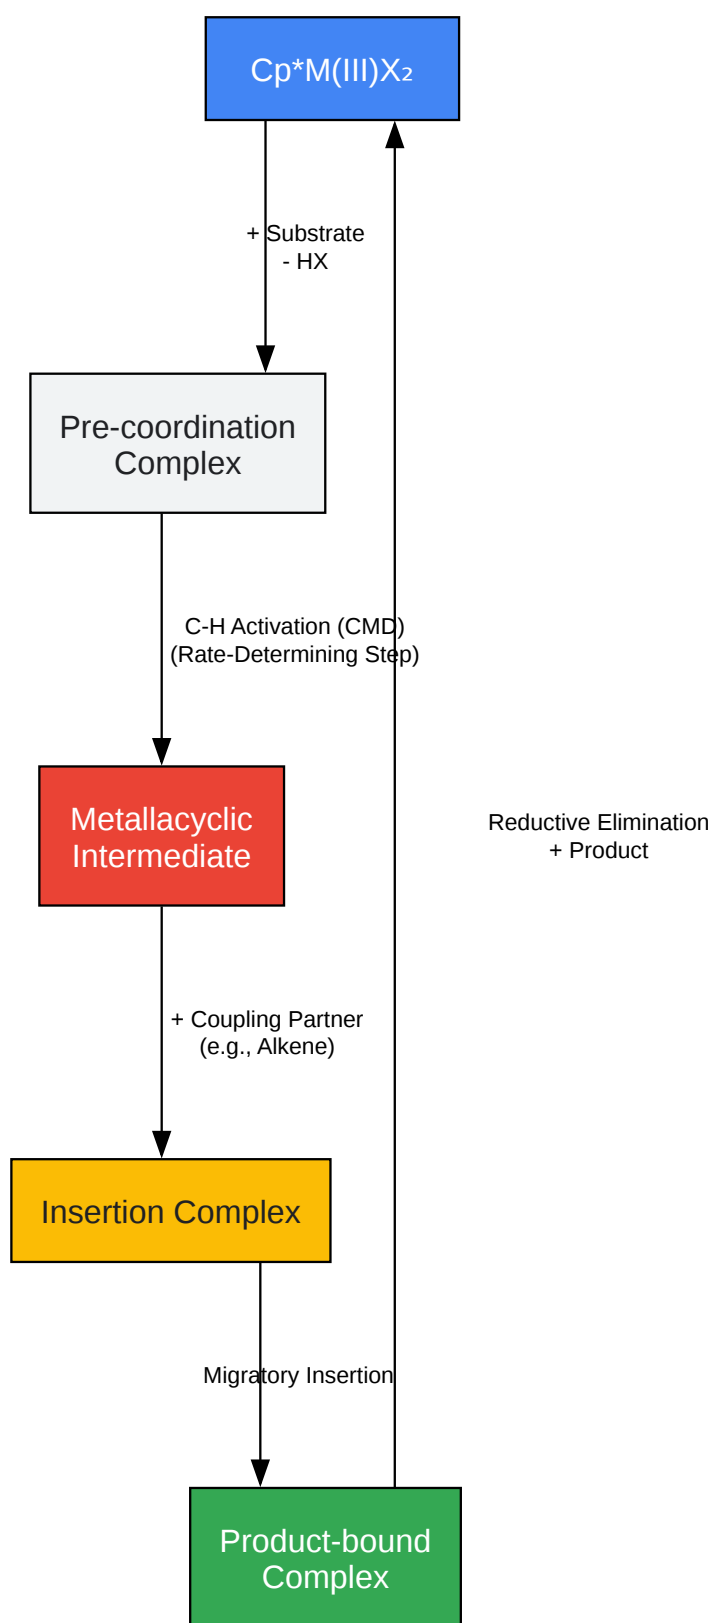 Cp*M(III)X₂
+ Substrate
- HX
Pre-coordination
Complex
C-H Activation (CMD)
(Rate-Determining Step)
Metallacyclic
Intermediate
Reductive Elimination
+ Product
+ Coupling Partner
(e.g., Alkene)
Insertion Complex
Migratory Insertion
Product-bound
Complex